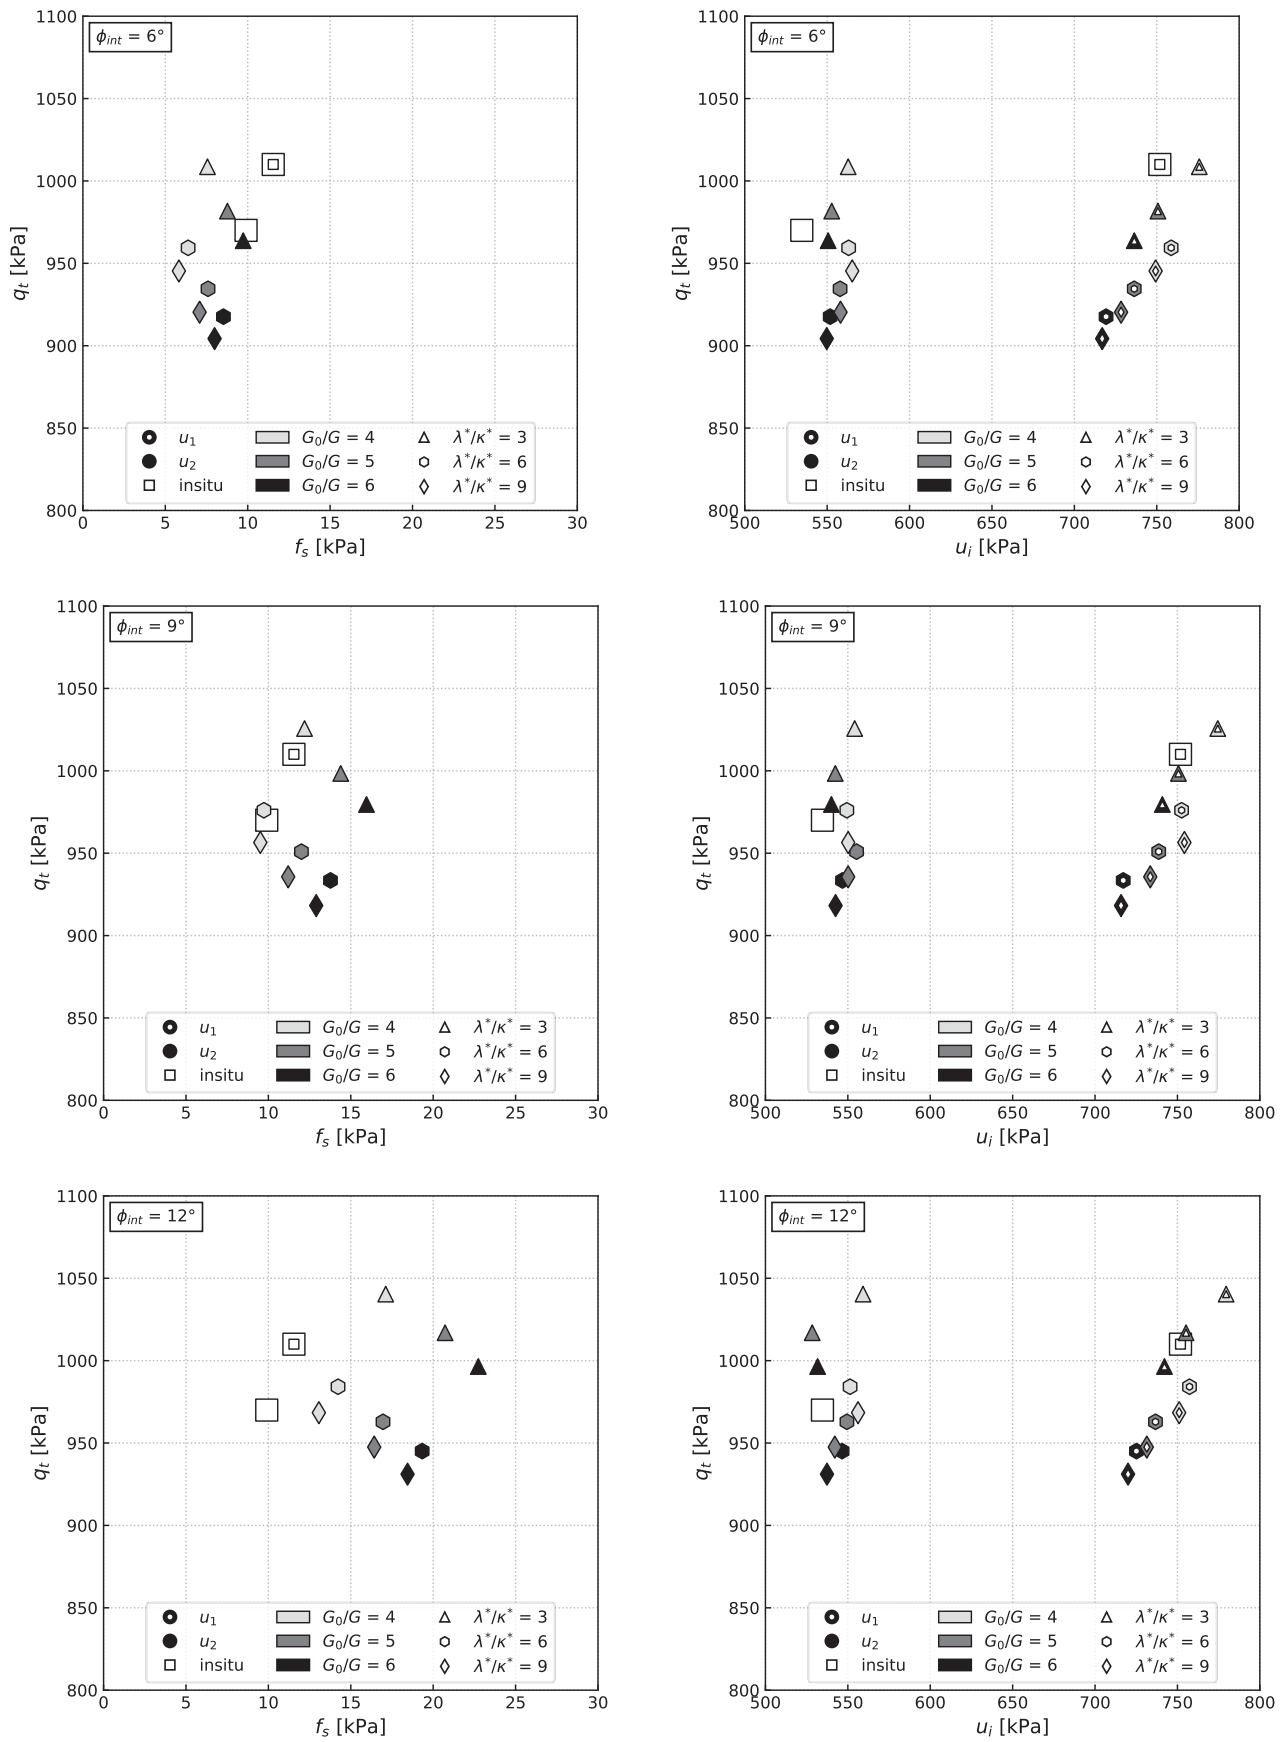 ϕint = 6°
1100
1050
1000
950
900
850
800
qt [kPa]
u1
u2
insitu
G0/G = 4
G0/G = 5
G0/G = 6
λ*/κ* = 3
λ*/κ* = 6
λ*/κ* = 9
0 5 10 15 20 25 30
fs [kPa]
ϕint = 6°
1100
1050
1000
950
900
850
800
qt [kPa]
u1
u2
insitu
G0/G = 4
G0/G = 5
G0/G = 6
λ*/κ* = 3
λ*/κ* = 6
λ*/κ* = 9
500 550 600 650 700 750 800
ui [kPa]
ϕint = 9°
1100
1050
1000
950
900
850
800
qt [kPa]
u1
u2
insitu
G0/G = 4
G0/G = 5
G0/G = 6
λ*/κ* = 3
λ*/κ* = 6
λ*/κ* = 9
0 5 10 15 20 25 30
fs [kPa]
ϕint = 9°
1100
1050
1000
950
900
850
800
qt [kPa]
u1
u2
insitu
G0/G = 4
G0/G = 5
G0/G = 6
λ*/κ* = 3
λ*/κ* = 6
λ*/κ* = 9
500 550 600 650 700 750 800
ui [kPa]
ϕint = 12°
1100
1050
1000
950
900
850
800
qt [kPa]
u1
u2
insitu
G0/G = 4
G0/G = 5
G0/G = 6
λ*/κ* = 3
λ*/κ* = 6
λ*/κ* = 9
0 5 10 15 20 25 30
fs [kPa]
ϕint = 12°
1100
1050
1000
950
900
850
800
qt [kPa]
u1
u2
insitu
G0/G = 4
G0/G = 5
G0/G = 6
λ*/κ* = 3
λ*/κ* = 6
λ*/κ* = 9
500 550 600 650 700 750 800
ui [kPa]